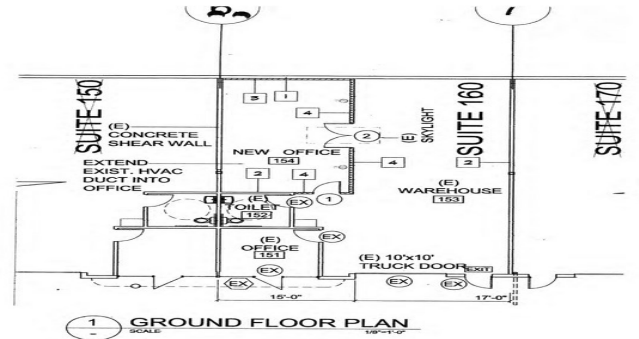 7
SUITE 150
(E)
CONCRETE
SHEAR WALL
EXTEND
EXIST. HVAC
DUCT INTO
OFFICE
3
1
4
NEW OFFICE
154
2
4
2
(E)
SKYLIGHT
4
SUITE 160
2
SUITE 170
(E)
WAREHOUSE
153
EX
1
(E)
TOILET
152
EX
(E)
OFFICE
151
EX
EX
(E) 10'x10'
TRUCK DOOR
EXIT
EX
EX
15'-0"
17'-0"
1
-
GROUND FLOOR PLAN
SCALE
1/8"=1'-0"